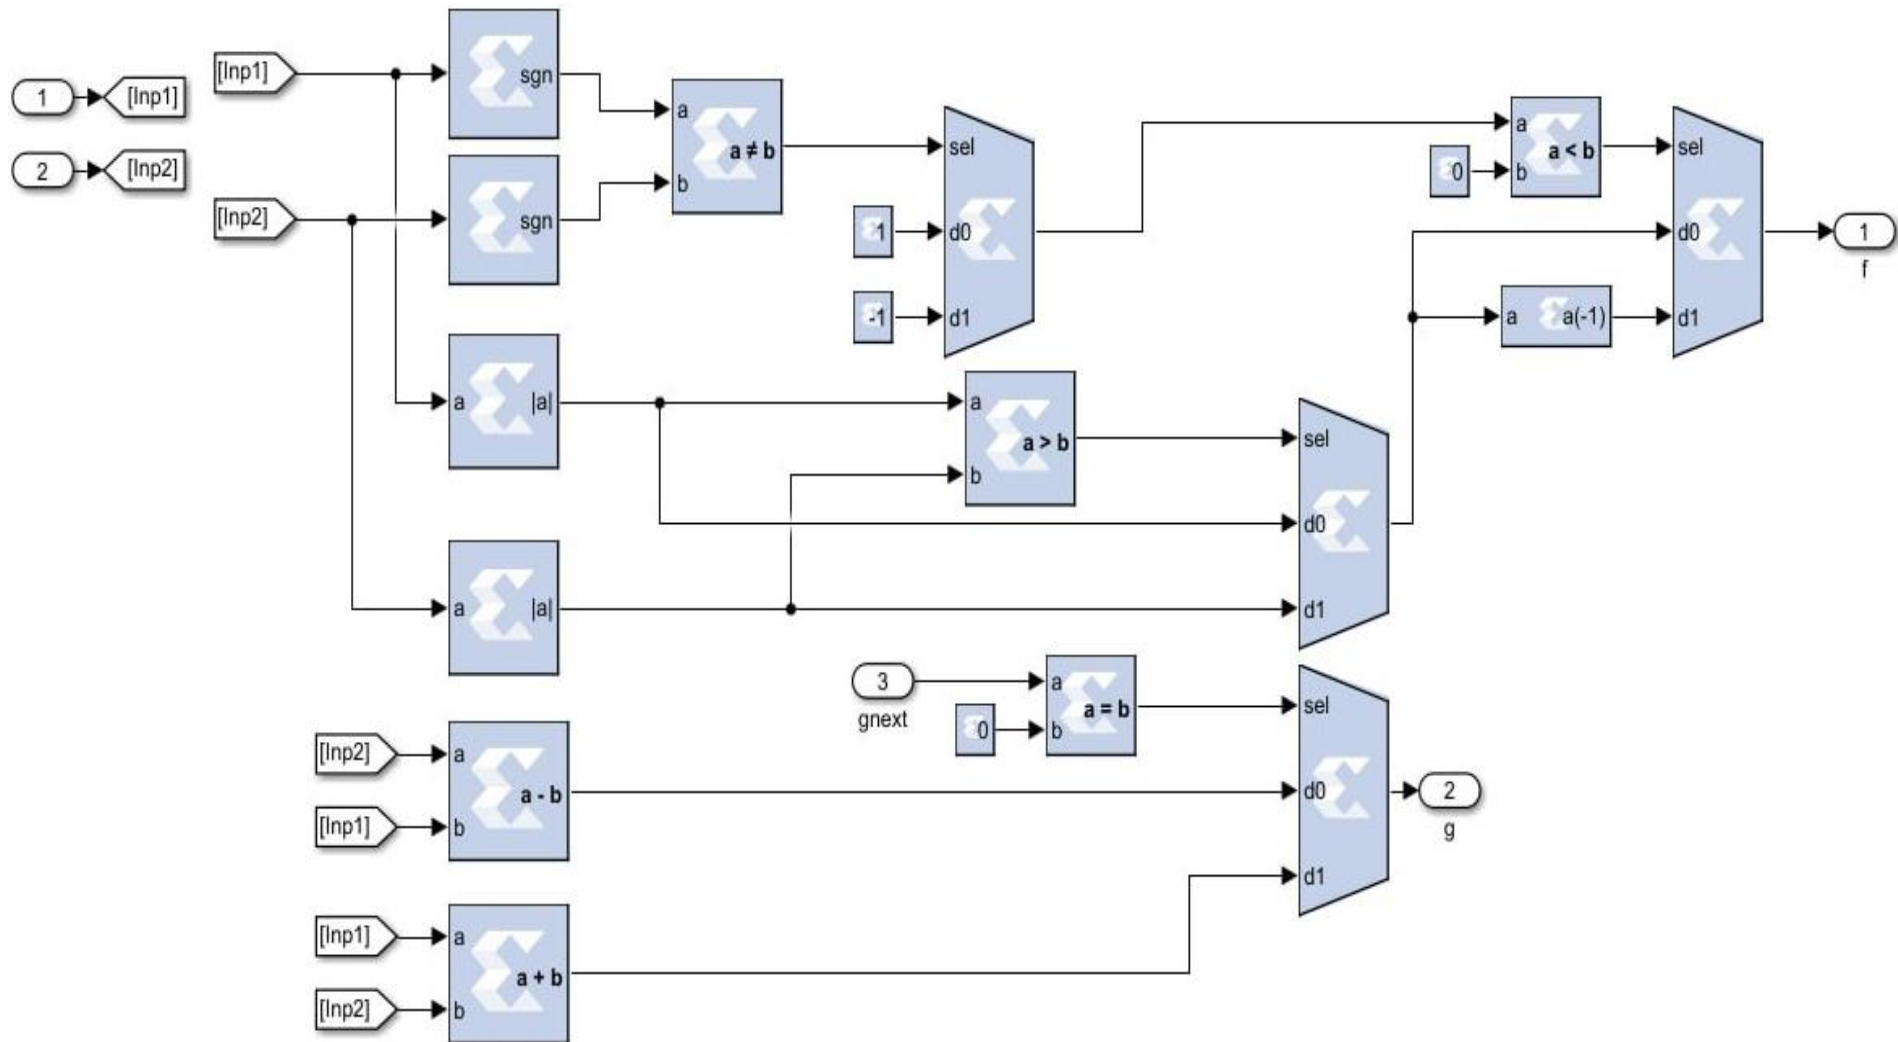 1
[Inp1]
2
[Inp2]
[Inp1]
sgn
[Inp2]
sgn
a
b
a ≠ b
sel
d0
d1
1
-1
a
b
a < b
0
sel
d0
d1
1
f
a
a(-1)
a
|a|
a
|a|
a
b
a > b
sel
d0
d1
3
gnext
0
a
b
a = b
sel
d0
d1
2
g
[Inp2]
[Inp1]
a
b
a - b
[Inp1]
[Inp2]
a
b
a + b